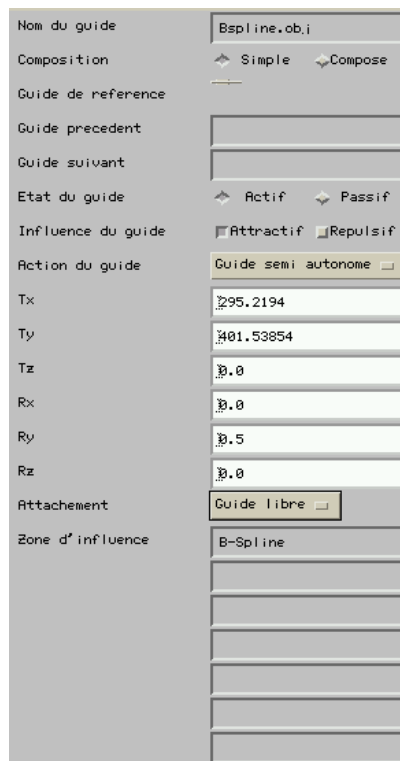 Nom du guide Bspline.obj
Composition Simple Compose
Guide de reference
Guide precedent
Guide suivant
Etat du guide Actif Passif
Influence du guide Attractif Repulsif
Action du guide Guide semi autonome
Tx 295.2194
Ty 401.53854
Tz 0.0
Rx 0.0
Ry 0.5
Rz 0.0
Attachement Guide libre
Zone d'influence B-Spline